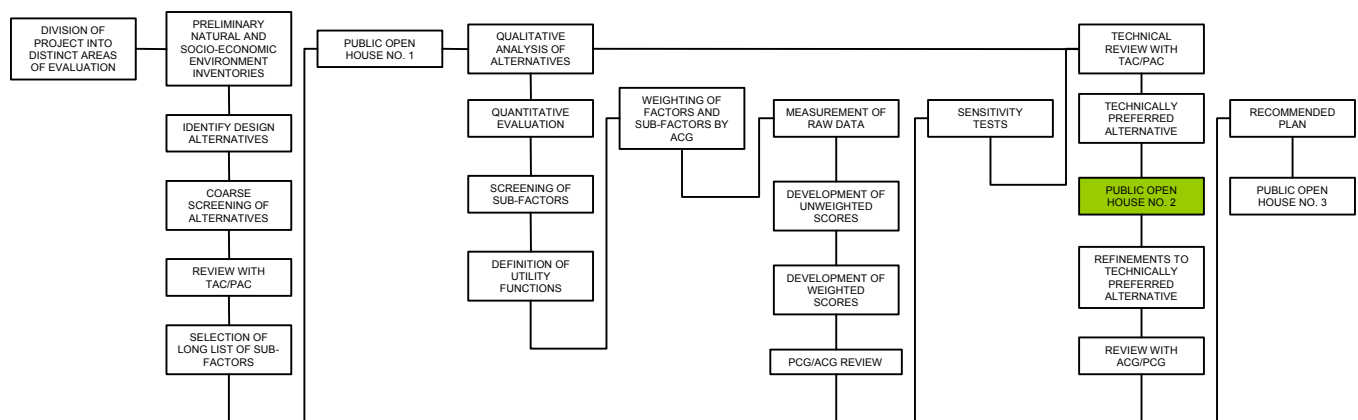 DIVISION OF
PROJECT INTO
DISTINCT AREAS
OF EVALUATION
PRELIMINARY
NATURAL AND
SOCIO-ECONOMIC
ENVIRONMENT
INVENTORIES
IDENTIFY DESIGN
ALTERNATIVES
COARSE
SCREENING OF
ALTERNATIVES
REVIEW WITH
TAC/PAC
SELECTION OF
LONG LIST OF SUB-
FACTORS
PUBLIC OPEN
HOUSE NO. 1
QUALITATIVE
ANALYSIS OF
ALTERNATIVES
QUANTITATIVE
EVALUATION
SCREENING OF
SUB-FACTORS
DEFINITION OF
UTILITY
FUNCTIONS
WEIGHTING OF
FACTORS AND
SUB-FACTORS BY
ACG
MEASUREMENT OF
RAW DATA
DEVELOPMENT OF
UNWEIGHTED
SCORES
DEVELOPMENT OF
WEIGHTED
SCORES
PCG/ACG REVIEW
SENSITIVITY
TESTS
TECHNICAL
REVIEW WITH
TAC/PAC
TECHNICALLY
PREFERRED
ALTERNATIVE
PUBLIC OPEN
HOUSE NO. 2
REFINEMENTS TO
TECHNICALLY
PREFERRED
ALTERNATIVE
REVIEW WITH
ACG/PCG
RECOMMENDED
PLAN
PUBLIC OPEN
HOUSE NO. 3